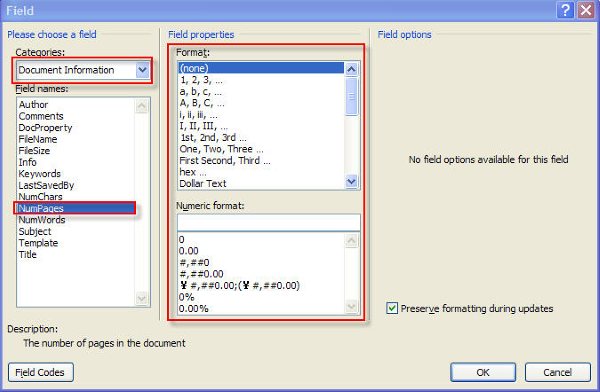 Field
Please choose a field
Categories:
Document Information
Field names:
Author
Comments
DocProperty
FileName
FileSize
Info
Keywords
LastSavedBy
NumChars
NumPages
NumWords
Subject
Template
Title
Field properties
Format:
(none)
1, 2, 3, ...
a, b, c, ...
A, B, C, ...
i, ii, iii, ...
I, II, III, ...
1st, 2nd, 3rd ...
One, Two, Three ...
First Second, Third ...
hex ...
Dollar Text
Numeric format:
0
0.00
#,##0
#,##0.00
¥ #,##0.00;(¥ #,##0.00)
0%
0.00%
Field options
No field options available for this field
Preserve formatting during updates
Description:
The number of pages in the document
Field Codes
OK
Cancel